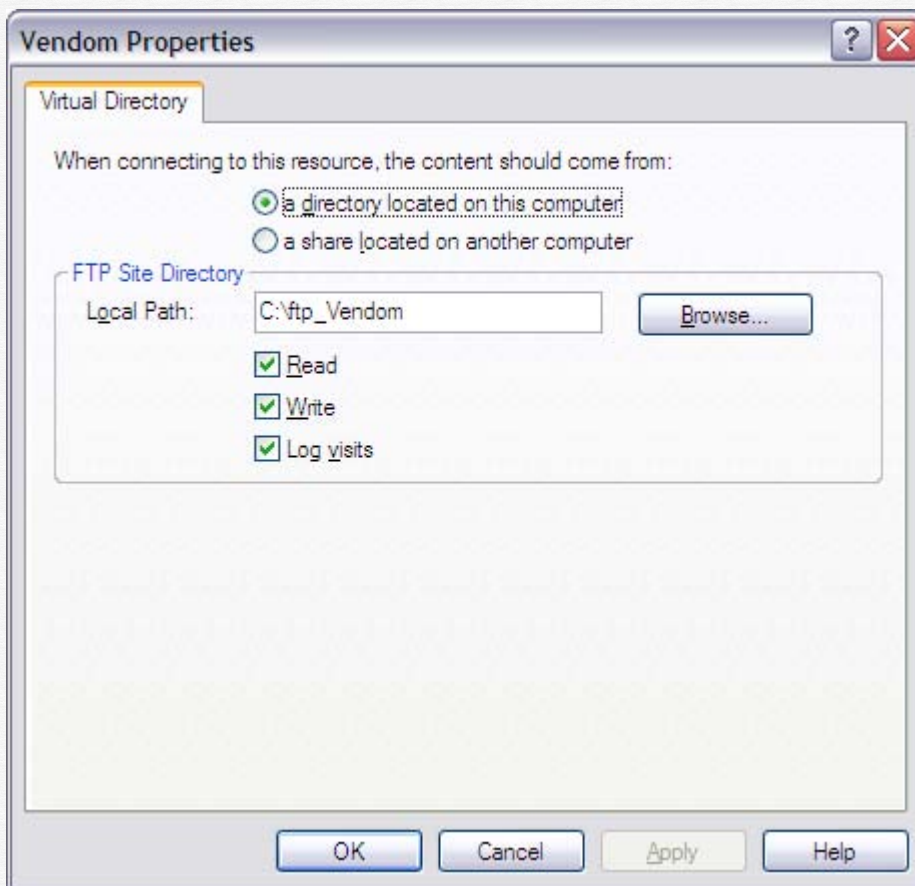 Vendom Properties
Virtual Directory
When connecting to this resource, the content should come from:
a directory located on this computer
a share located on another computer
FTP Site Directory
Local Path: C:\ftp_Vendom Browse...
Read
Write
Log visits
OK Cancel Apply Help